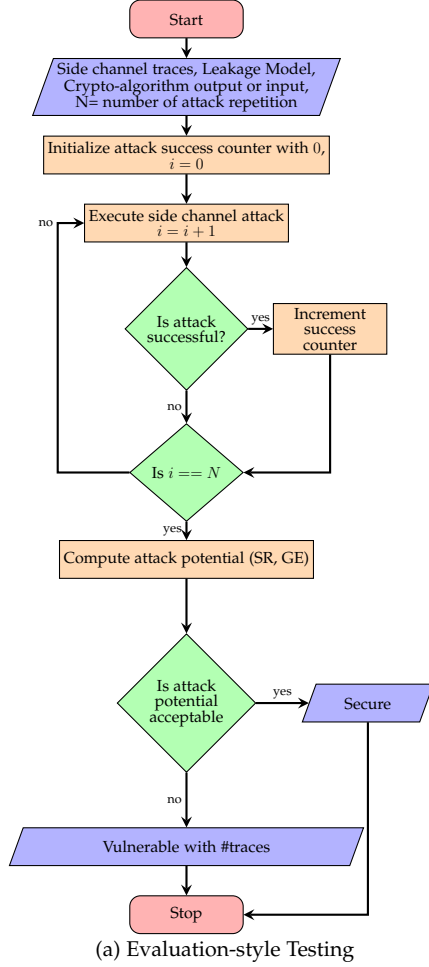 Start
Side channel traces, Leakage Model,
Crypto-algorithm output or input,
N= number of attack repetition
Initialize attack success counter with 0,
i = 0
no
Execute side channel attack
i = i + 1
Is attack
successful?
yes
Increment
success
counter
no
Is i == N
yes
Compute attack potential (SR, GE)
Is attack
potential
acceptable
yes
Secure
no
Vulnerable with #traces
Stop
(a) Evaluation-style Testing